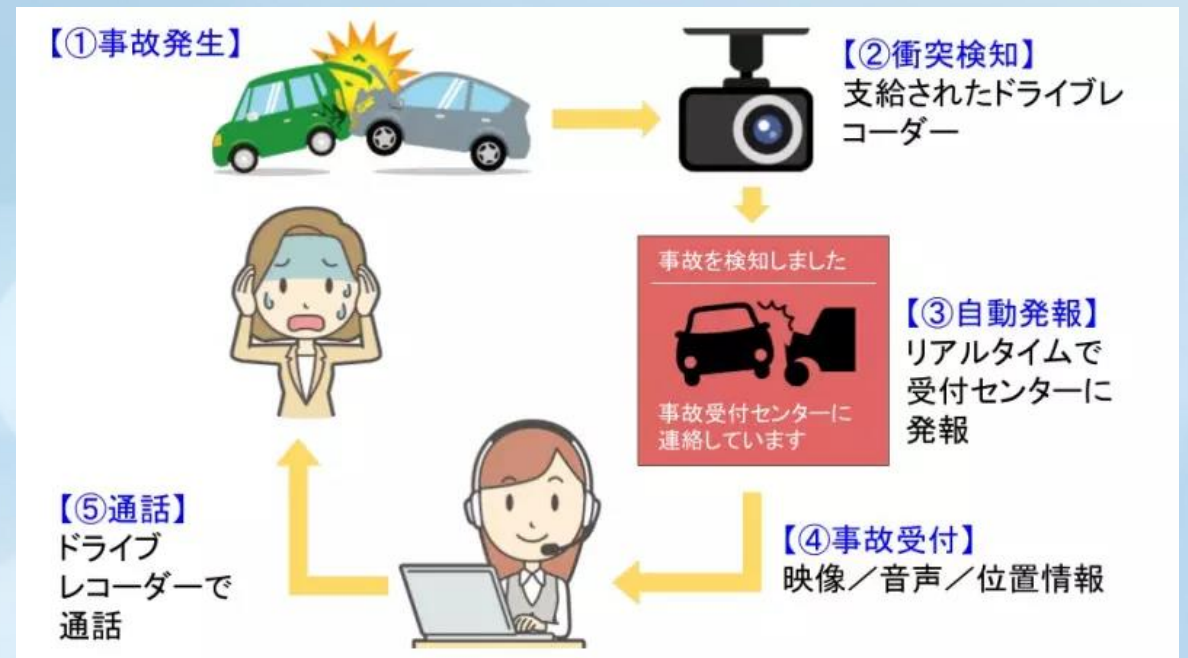 【①事故発生】
【②衝突検知】
支給されたドライブレ
コーダー
事故を検知しました
事故受付センターに
連絡しています
【③自動発報】
リアルタイムで
受付センターに
発報
【④事故受付】
映像／音声／位置情報
【⑤通話】
ドライブ
レコーダーで
通話